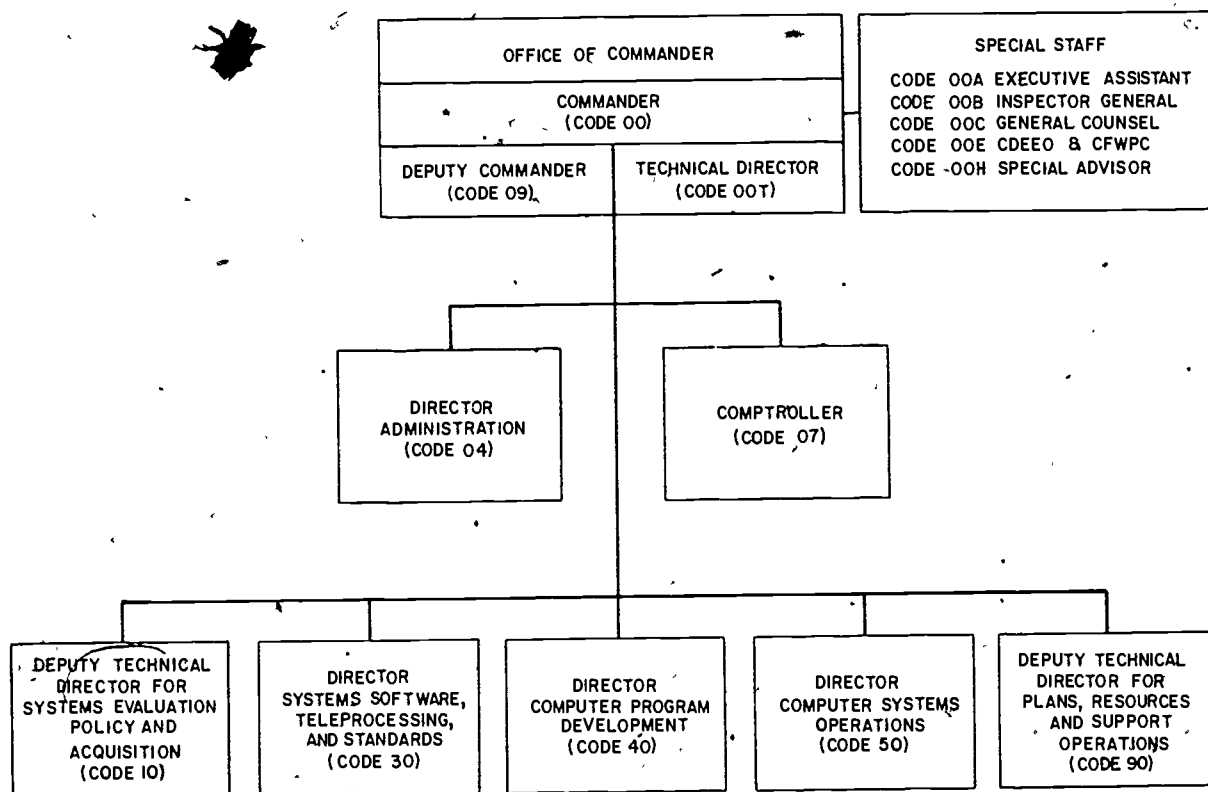 OFFICE OF COMMANDER
COMMANDER
(CODE 00)
DEPUTY COMMANDER
(CODE 09)
TECHNICAL DIRECTOR
(CODE 00T)
SPECIAL STAFF
CODE 00A EXECUTIVE ASSISTANT
CODE 00B INSPECTOR GENERAL
CODE 00C GENERAL COUNSEL
CODE 00E CDEEO & CFWPC
CODE 00H SPECIAL ADVISOR
DIRECTOR
ADMINISTRATION
(CODE 04)
COMPTROLLER
(CODE 07)
DEPUTY TECHNICAL
DIRECTOR FOR
SYSTEMS EVALUATION
POLICY AND
ACQUISITION
(CODE 10)
DIRECTOR
SYSTEMS SOFTWARE,
TELEPROCESSING,
AND STANDARDS
(CODE 30)
DIRECTOR
COMPUTER PROGRAM
DEVELOPMENT
(CODE 40)
DIRECTOR
COMPUTER SYSTEMS
OPERATIONS
(CODE 50)
DEPUTY TECHNICAL
DIRECTOR FOR
PLANS, RESOURCES
AND SUPPORT
OPERATIONS
(CODE 90)